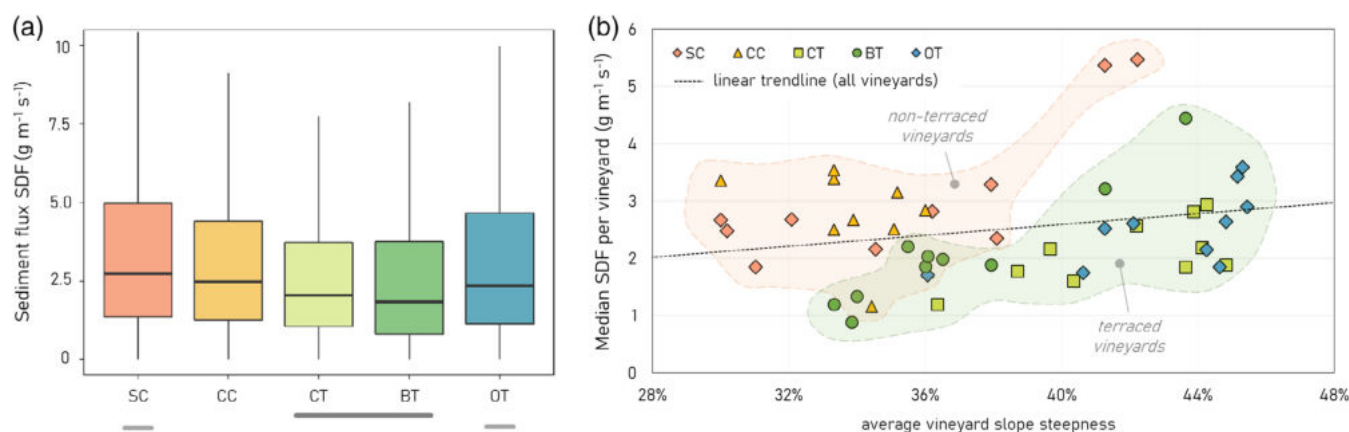 (a)
Sediment flux SDF (g m⁻¹ s⁻¹)
10
7.5
5.0
2.5
0
SC CC CT BT OT
(b)
Median SDF per vineyard (g m⁻¹ s⁻¹)
6
5
4
3
2
1
0
SC CC CT BT OT
linear trendline (all vineyards)
non-terraced
vineyards
terraced
vineyards
28% 32% 36% 40% 44% 48%
average vineyard slope steepness